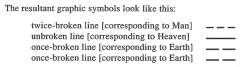 The resultant graphic symbols look like this:
twice-broken line [corresponding to Man]
unbroken line [corresponding to Heaven]
once-broken line [corresponding to Earth]
once-broken line [corresponding to Earth]